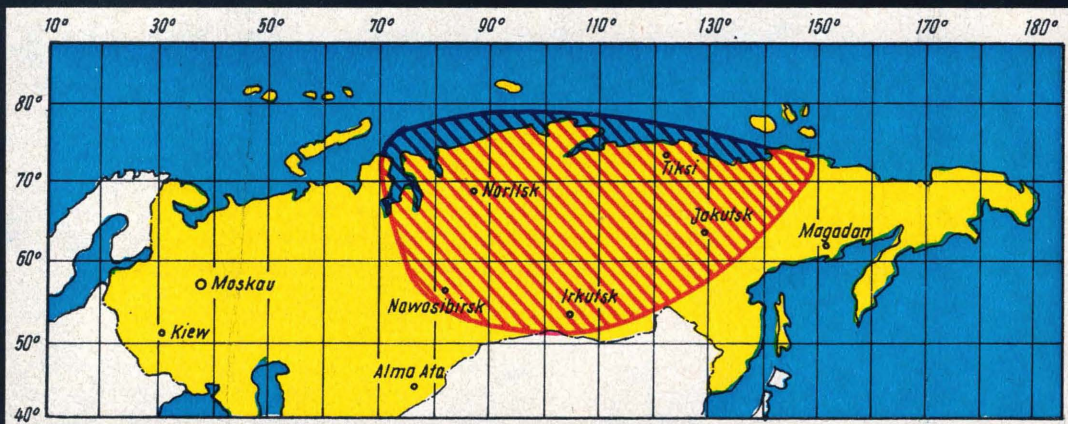 10° 30° 50° 70° 90° 110° 130° 150° 170° 180°
80°
70°
Tiksi
Norilsk
Jakutsk
Magadan
60°
Moskau
Nowosibirsk
Irkutsk
Kiew
50°
Alma Ata
40°